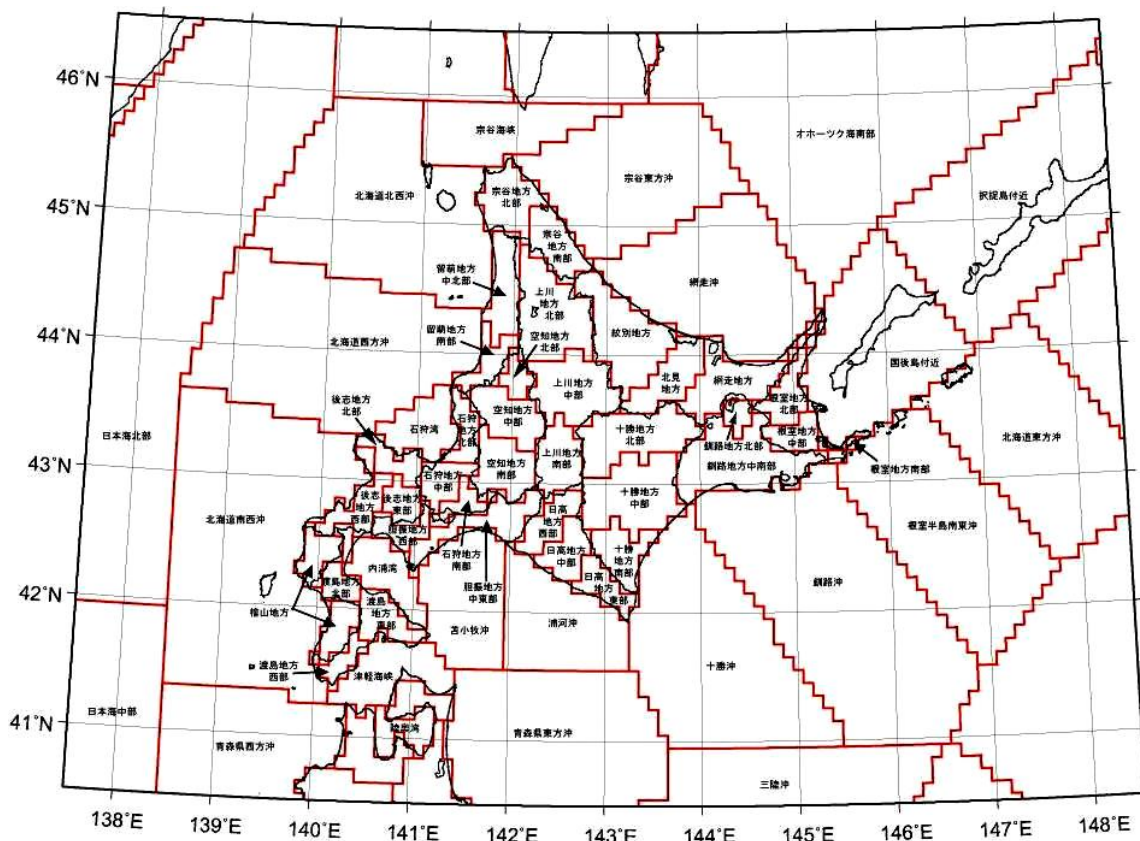 46°N
45°N
44°N
43°N
42°N
41°N
宗谷海峡
オホーツク海南部
宗谷東方沖
北海道北西沖
宗谷地方
北部
択捉島付近
宗谷
地方
南部
留萌地方
中北部
上川
地方
北部
網走沖
留萌地方
南部
空知地方
北部
紋別地方
北海道西方沖
国後島付近
上川地方
中部
北見
地方
網走地方
根室地方
北部
後志地方
北部
石狩湾
石狩
地方
北部
空知地方
中部
十勝地方
北部
釧路地方北部
根室地方
中部
日本海北部
北海道東方沖
石狩地方
中部
空知地方
南部
上川地方
南部
釧路地方中南部
根室地方南部
後志
地方
西部
後志地方
東部
十勝地方
中部
北海道南西沖
胆振地方
西部
日高
地方
西部
根室半島南東沖
石狩地方
南部
日高地方
中部
十勝
地方
南部
内浦湾
渡島地方
北部
胆振地方
中東部
日高
地方
東部
釧路沖
檜山地方
渡島
地方
東部
苫小牧沖
浦河沖
渡島地方
西部
津軽海峡
十勝沖
日本海中部
青森県西方沖
陸奥湾
青森県東方沖
三陸沖
138°E
139°E
140°E
141°E
142°E
143°E
144°E
145°E
146°E
147°E
148°E